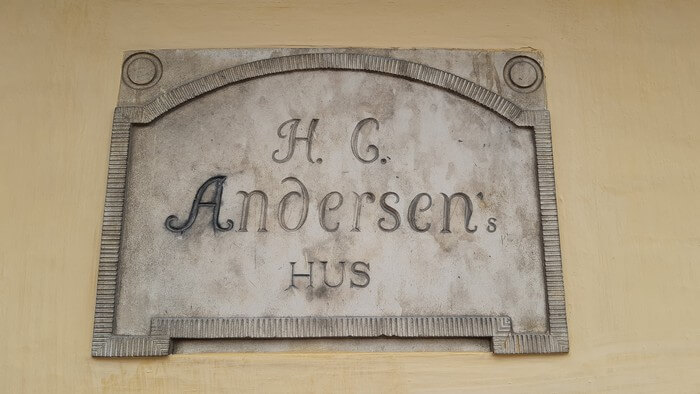 H. C.
Andersen's
HUS